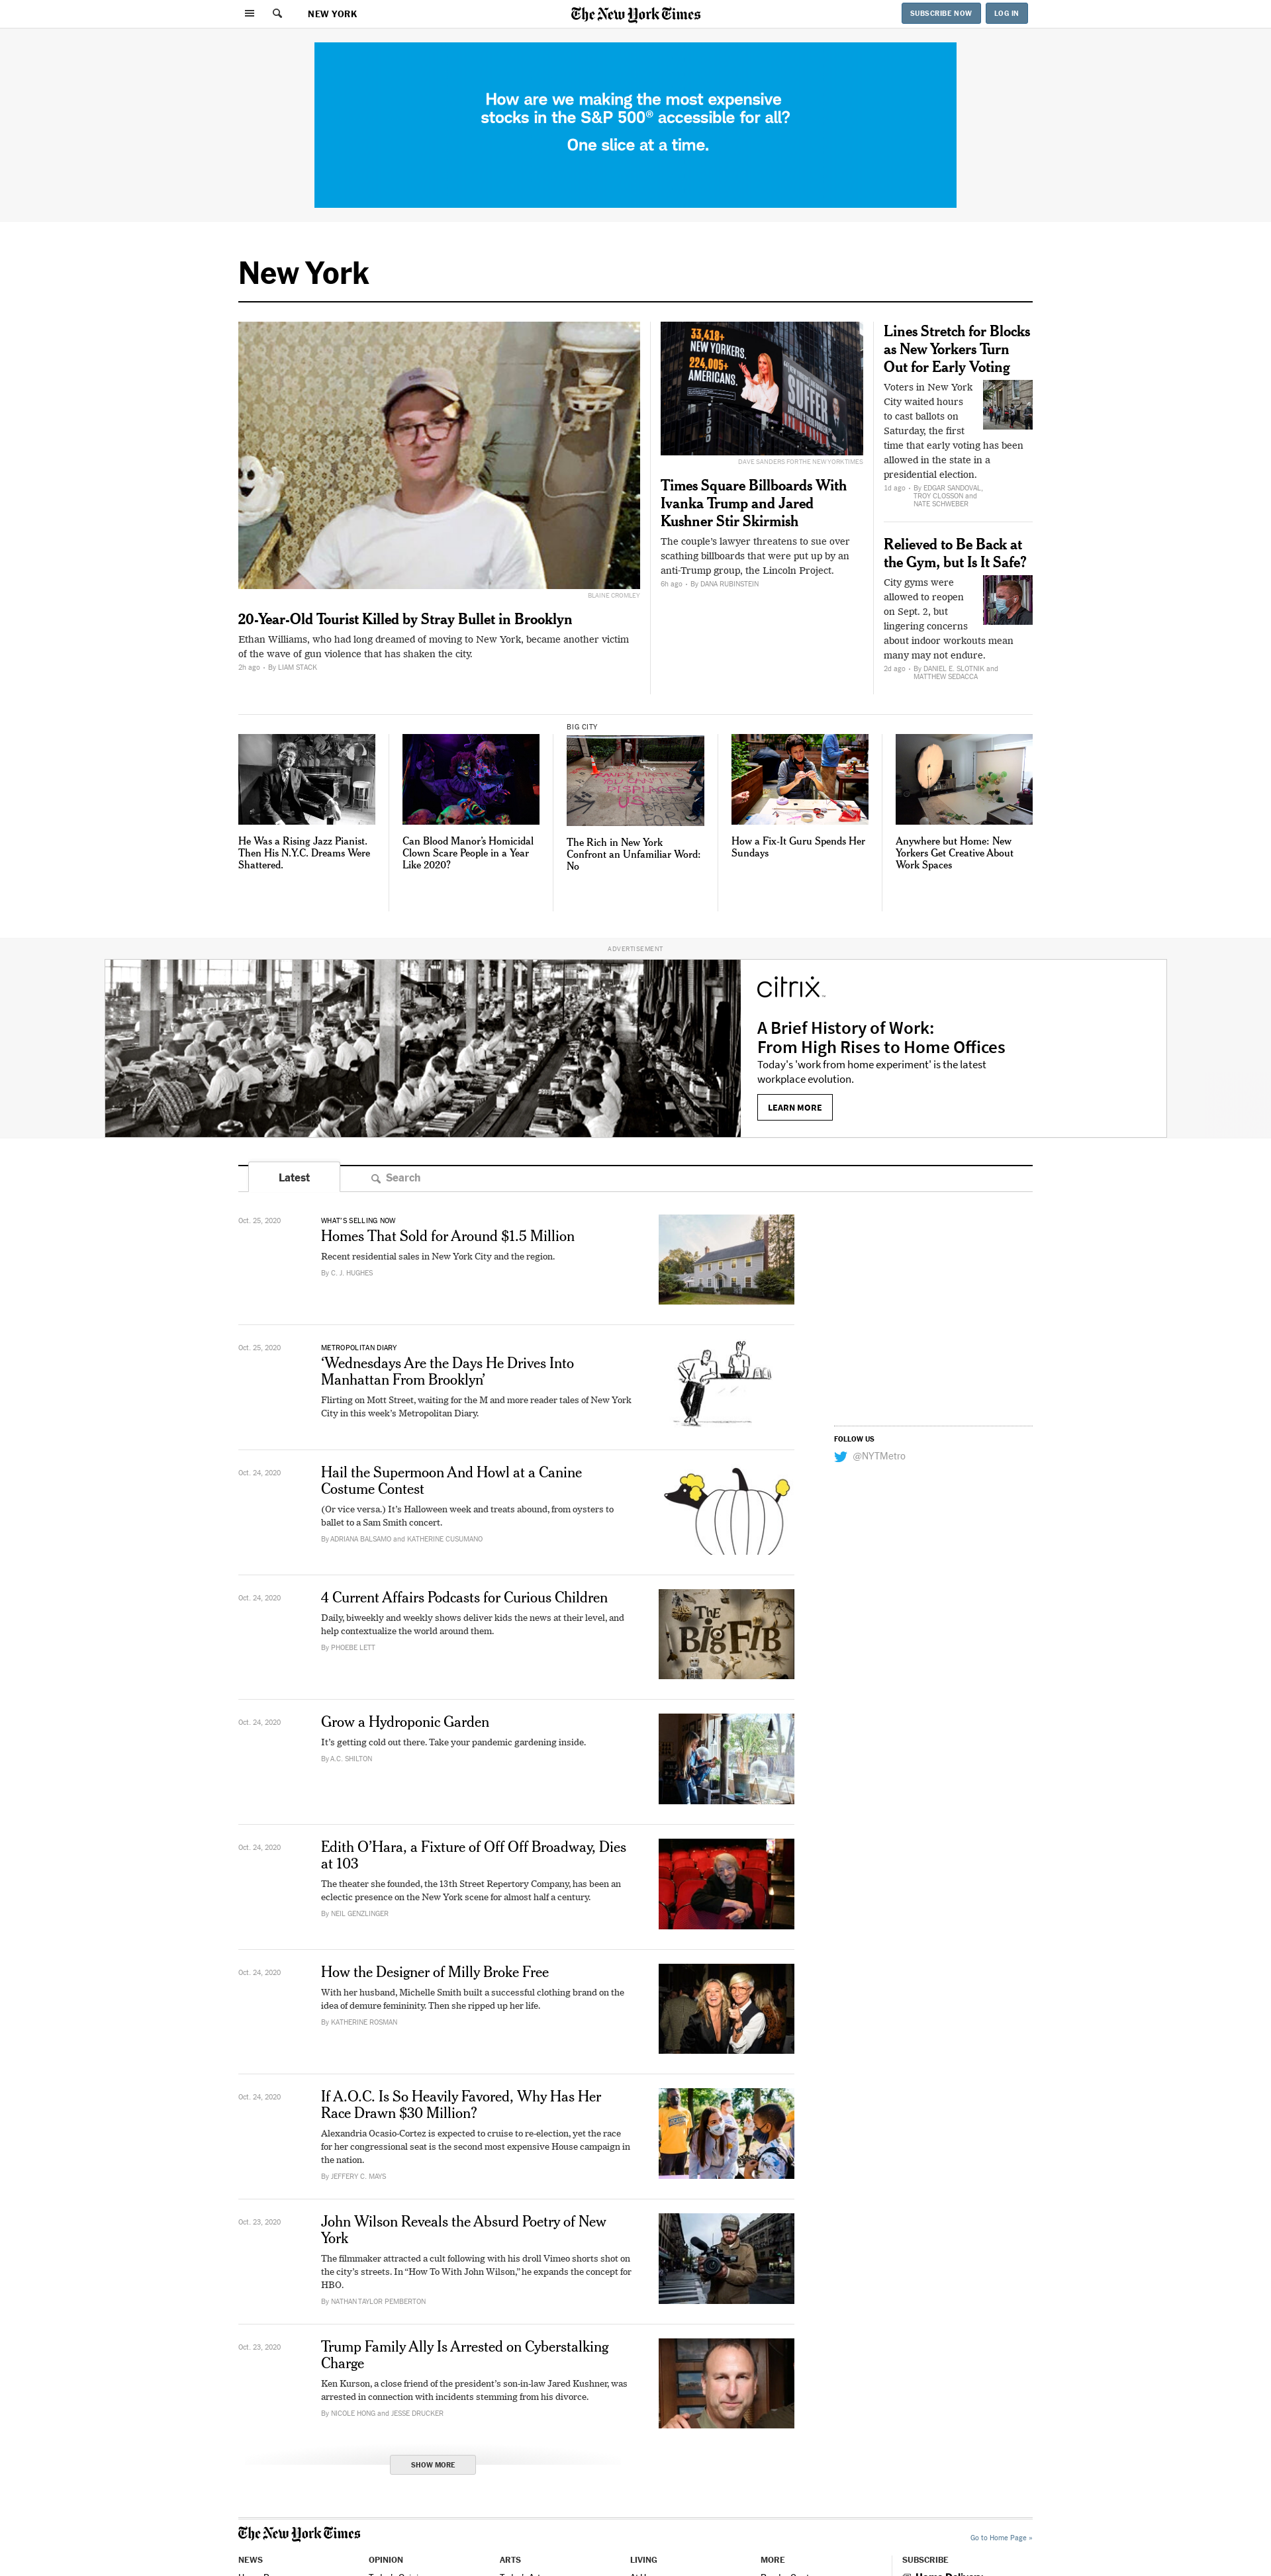 NEW YORK
The New York Times
SUBSCRIBE NOW
LOG IN
How are we making the most expensive
stocks in the S&P 500® accessible for all?
One slice at a time.
New York
BLAINE CROMLEY
20-Year-Old Tourist Killed by Stray Bullet in Brooklyn
Ethan Williams, who had long dreamed of moving to New York, became another victim
of the wave of gun violence that has shaken the city.
2h ago • By LIAM STACK
33,418+
NEW YORKERS.
224,005+
AMERICANS.
SUFFER
1500
DAVE SANDERS FOR THE NEW YORK TIMES
Times Square Billboards With
Ivanka Trump and Jared
Kushner Stir Skirmish
The couple's lawyer threatens to sue over
scathing billboards that were put up by an
anti-Trump group, the Lincoln Project.
6h ago • By DANA RUBINSTEIN
Lines Stretch for Blocks
as New Yorkers Turn
Out for Early Voting
Voters in New York
City waited hours
to cast ballots on
Saturday, the first
time that early voting has been
allowed in the state in a
presidential election.
1d ago • By EDGAR SANDOVAL,
TROY CLOSSON and
NATE SCHWEBER
Relieved to Be Back at
the Gym, but Is It Safe?
City gyms were
allowed to reopen
on Sept. 2, but
lingering concerns
about indoor workouts mean
many may not endure.
2d ago • By DANIEL E. SLOTNIK and
MATTHEW SEDACCA
He Was a Rising Jazz Pianist.
Then His N.Y.C. Dreams Were
Shattered.
Can Blood Manor's Homicidal
Clown Scare People in a Year
Like 2020?
BIG CITY
The Rich in New York
Confront an Unfamiliar Word:
No
How a Fix-It Guru Spends Her
Sundays
Anywhere but Home: New
Yorkers Get Creative About
Work Spaces
ADVERTISEMENT
citrix
A Brief History of Work:
From High Rises to Home Offices
Today's 'work from home experiment' is the latest
workplace evolution.
LEARN MORE
Latest
Search
Oct. 25, 2020
WHAT'S SELLING NOW
Homes That Sold for Around $1.5 Million
Recent residential sales in New York City and the region.
By C. J. HUGHES
Oct. 25, 2020
METROPOLITAN DIARY
‘Wednesdays Are the Days He Drives Into
Manhattan From Brooklyn’
Flirting on Mott Street, waiting for the M and more reader tales of New York
City in this week's Metropolitan Diary.
FOLLOW US
@NYTMetro
Oct. 24, 2020
Hail the Supermoon And Howl at a Canine
Costume Contest
(Or vice versa.) It's Halloween week and treats abound, from oysters to
ballet to a Sam Smith concert.
By ADRIANA BALSAMO and KATHERINE CUSUMANO
Oct. 24, 2020
4 Current Affairs Podcasts for Curious Children
Daily, biweekly and weekly shows deliver kids the news at their level, and
help contextualize the world around them.
By PHOEBE LETT
The
BIG FIB
Oct. 24, 2020
Grow a Hydroponic Garden
It's getting cold out there. Take your pandemic gardening inside.
By A.C. SHILTON
Oct. 24, 2020
Edith O'Hara, a Fixture of Off Off Broadway, Dies
at 103
The theater she founded, the 13th Street Repertory Company, has been an
eclectic presence on the New York scene for almost half a century.
By NEIL GENZLINGER
Oct. 24, 2020
How the Designer of Milly Broke Free
With her husband, Michelle Smith built a successful clothing brand on the
idea of demure femininity. Then she ripped up her life.
By KATHERINE ROSMAN
Oct. 24, 2020
If A.O.C. Is So Heavily Favored, Why Has Her
Race Drawn $30 Million?
Alexandria Ocasio-Cortez is expected to cruise to re-election, yet the race
for her congressional seat is the second most expensive House campaign in
the nation.
By JEFFERY C. MAYS
Oct. 23, 2020
John Wilson Reveals the Absurd Poetry of New
York
The filmmaker attracted a cult following with his droll Vimeo shorts shot on
the city's streets. In “How To With John Wilson,” he expands the concept for
HBO.
By NATHAN TAYLOR PEMBERTON
Oct. 23, 2020
Trump Family Ally Is Arrested on Cyberstalking
Charge
Ken Kurson, a close friend of the president's son-in-law Jared Kushner, was
arrested in connection with incidents stemming from his divorce.
By NICOLE HONG and JESSE DRUCKER
SHOW MORE
The New York Times
Go to Home Page »
NEWS
OPINION
ARTS
LIVING
MORE
SUBSCRIBE